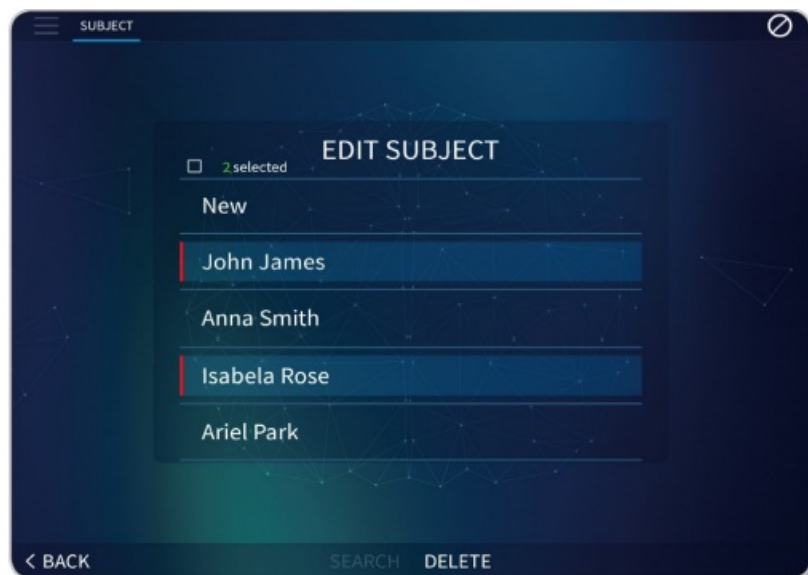 SUBJECT
EDIT SUBJECT
2 selected
New
John James
Anna Smith
Isabela Rose
Ariel Park
< BACK SEARCH DELETE